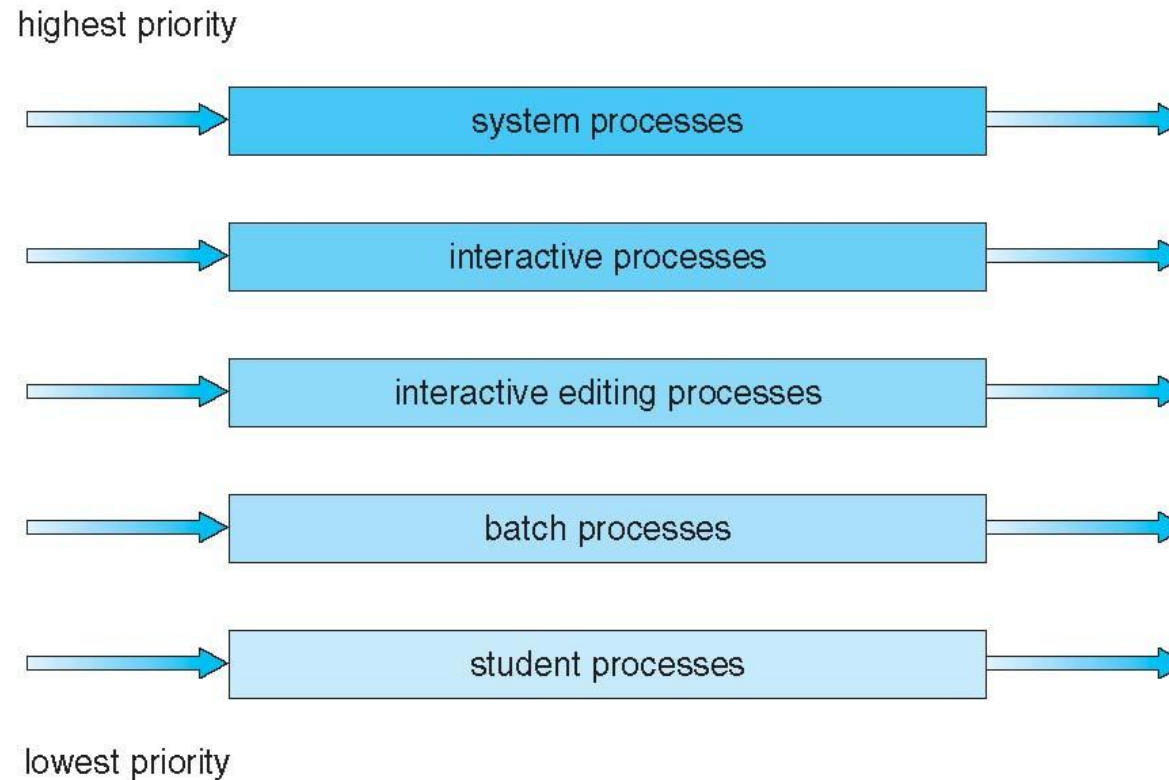 highest priority
system processes
interactive processes
interactive editing processes
batch processes
student processes
lowest priority